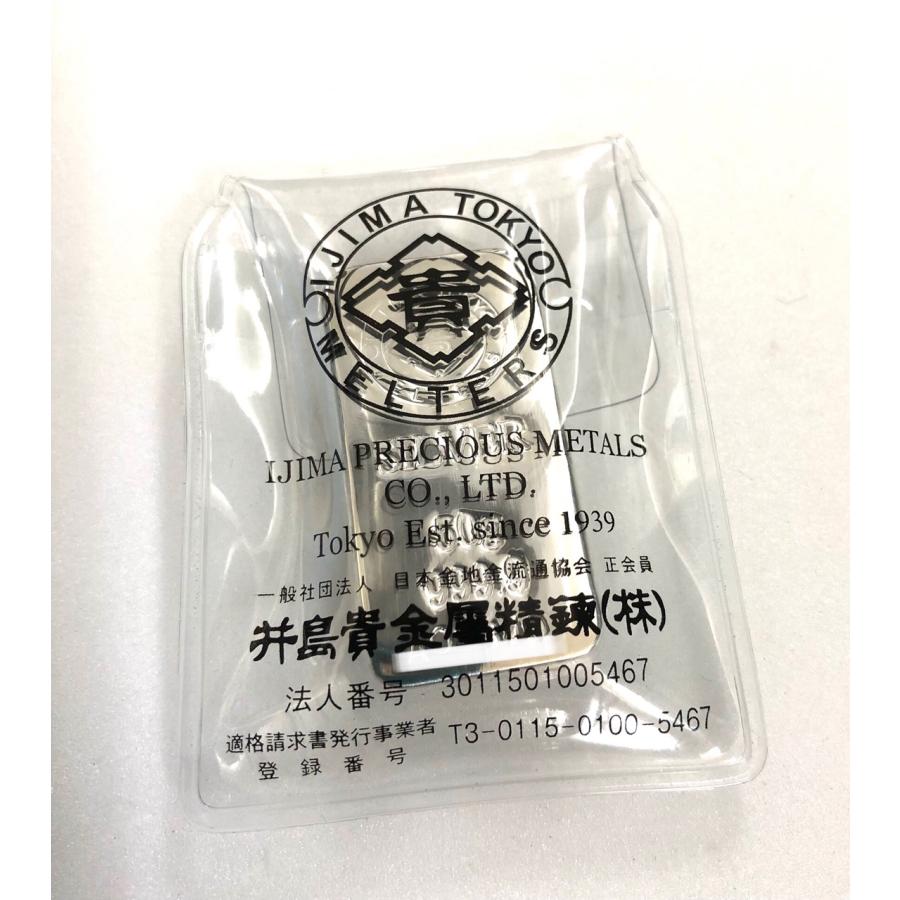 IJIMA TOKYO
貴
MELTERS
IJIMA PRECIOUS METALS
CO., LTD.
Tokyo Est. since 1939
一般社団法人 日本金地金流通協会 正会員
井島貴金属精錬(株)
法人番号 3011501005467
適格請求書発行事業者
登録番号 T3-0115-0100-5467